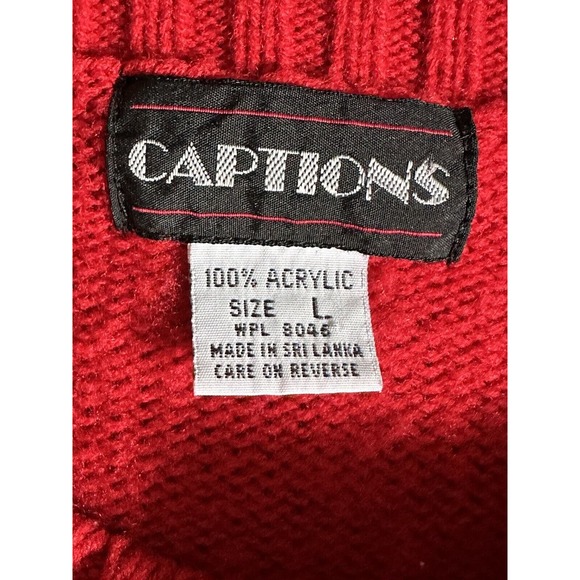 CAPTIONS
100% ACRYLIC
SIZE L.
WPL 8046
MADE IN SRI LANKA
CARE ON REVERSE